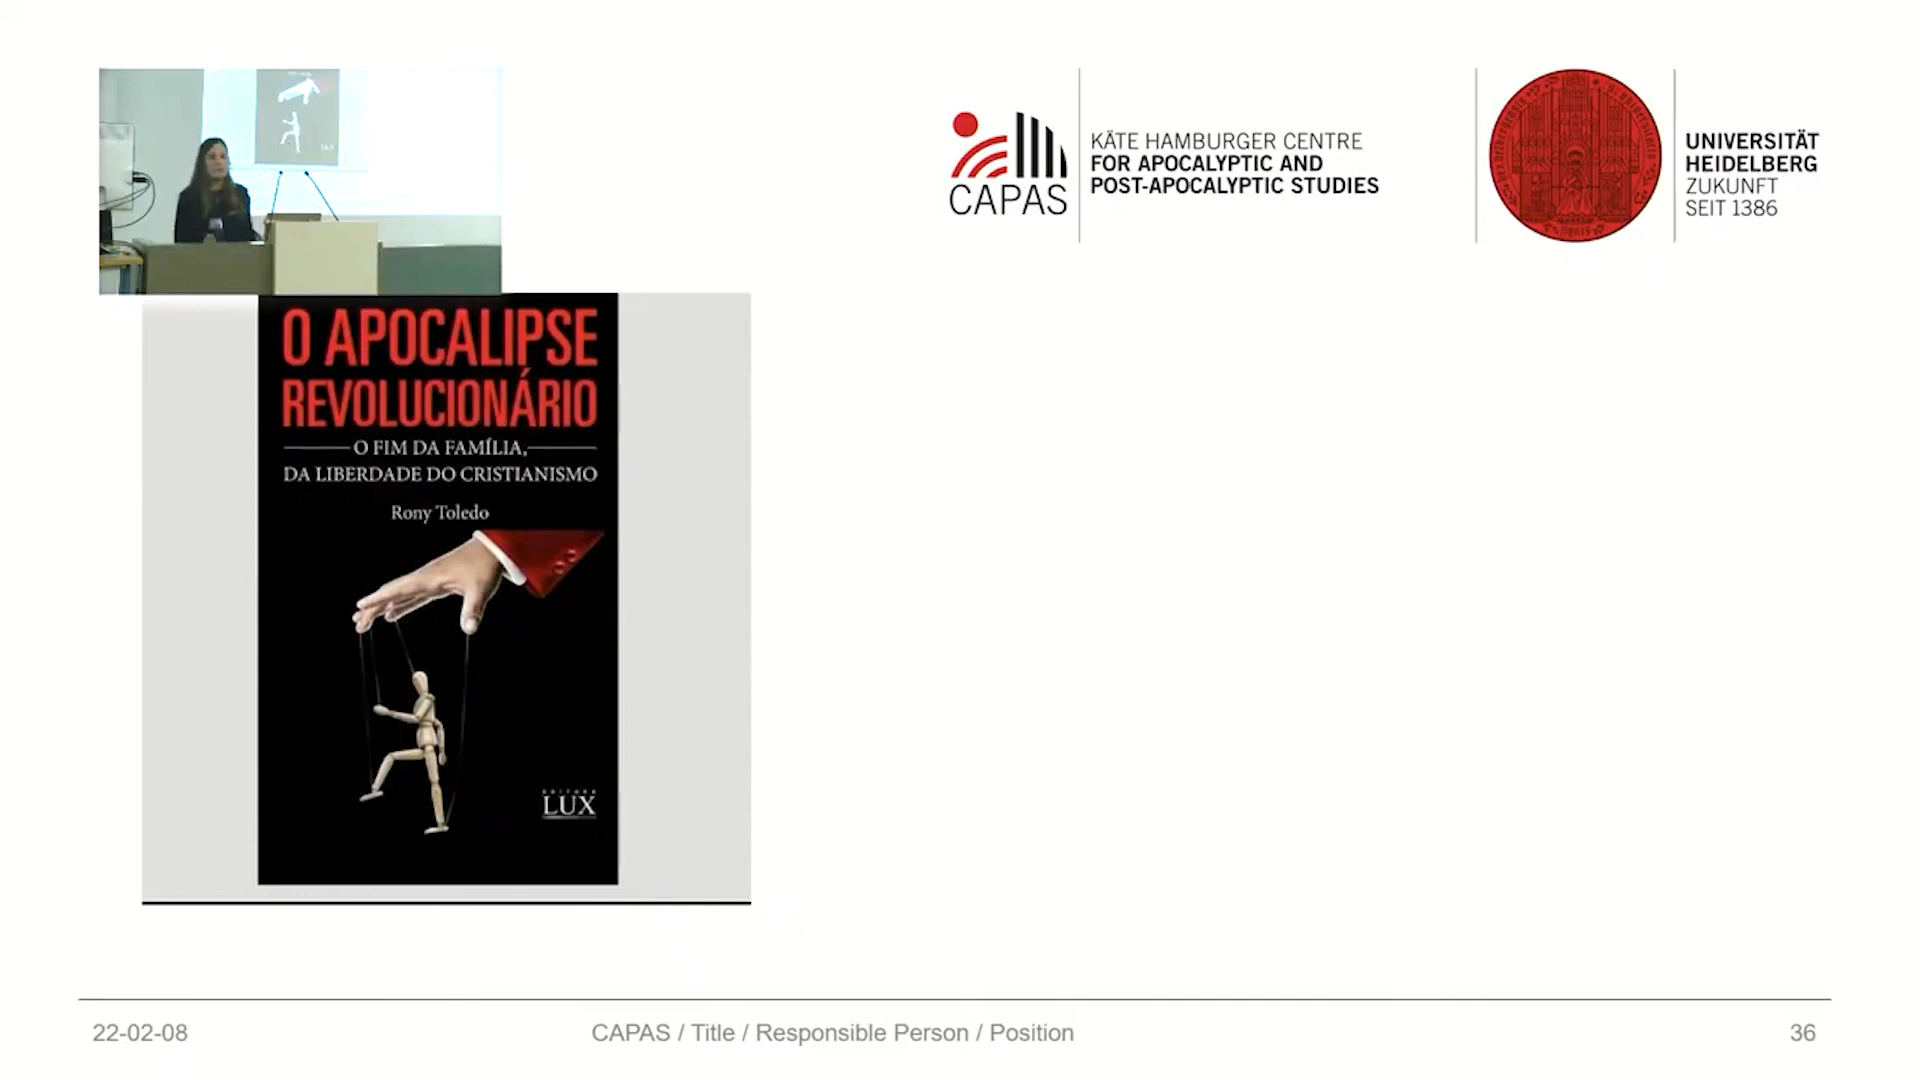 CAPAS
KÄTE HAMBURGER CENTRE
FOR APOCALYPTIC AND
POST-APOCALYPTIC STUDIES
UNIVERSITÄT
HEIDELBERG
ZUKUNFT
SEIT 1386
O APOCALIPSE
REVOLUCIONÁRIO
O FIM DA FAMÍLIA,
DA LIBERDADE DO CRISTIANISMO
Rony Toledo
EDITORA
LUX
22-02-08
CAPAS / Title / Responsible Person / Position
36